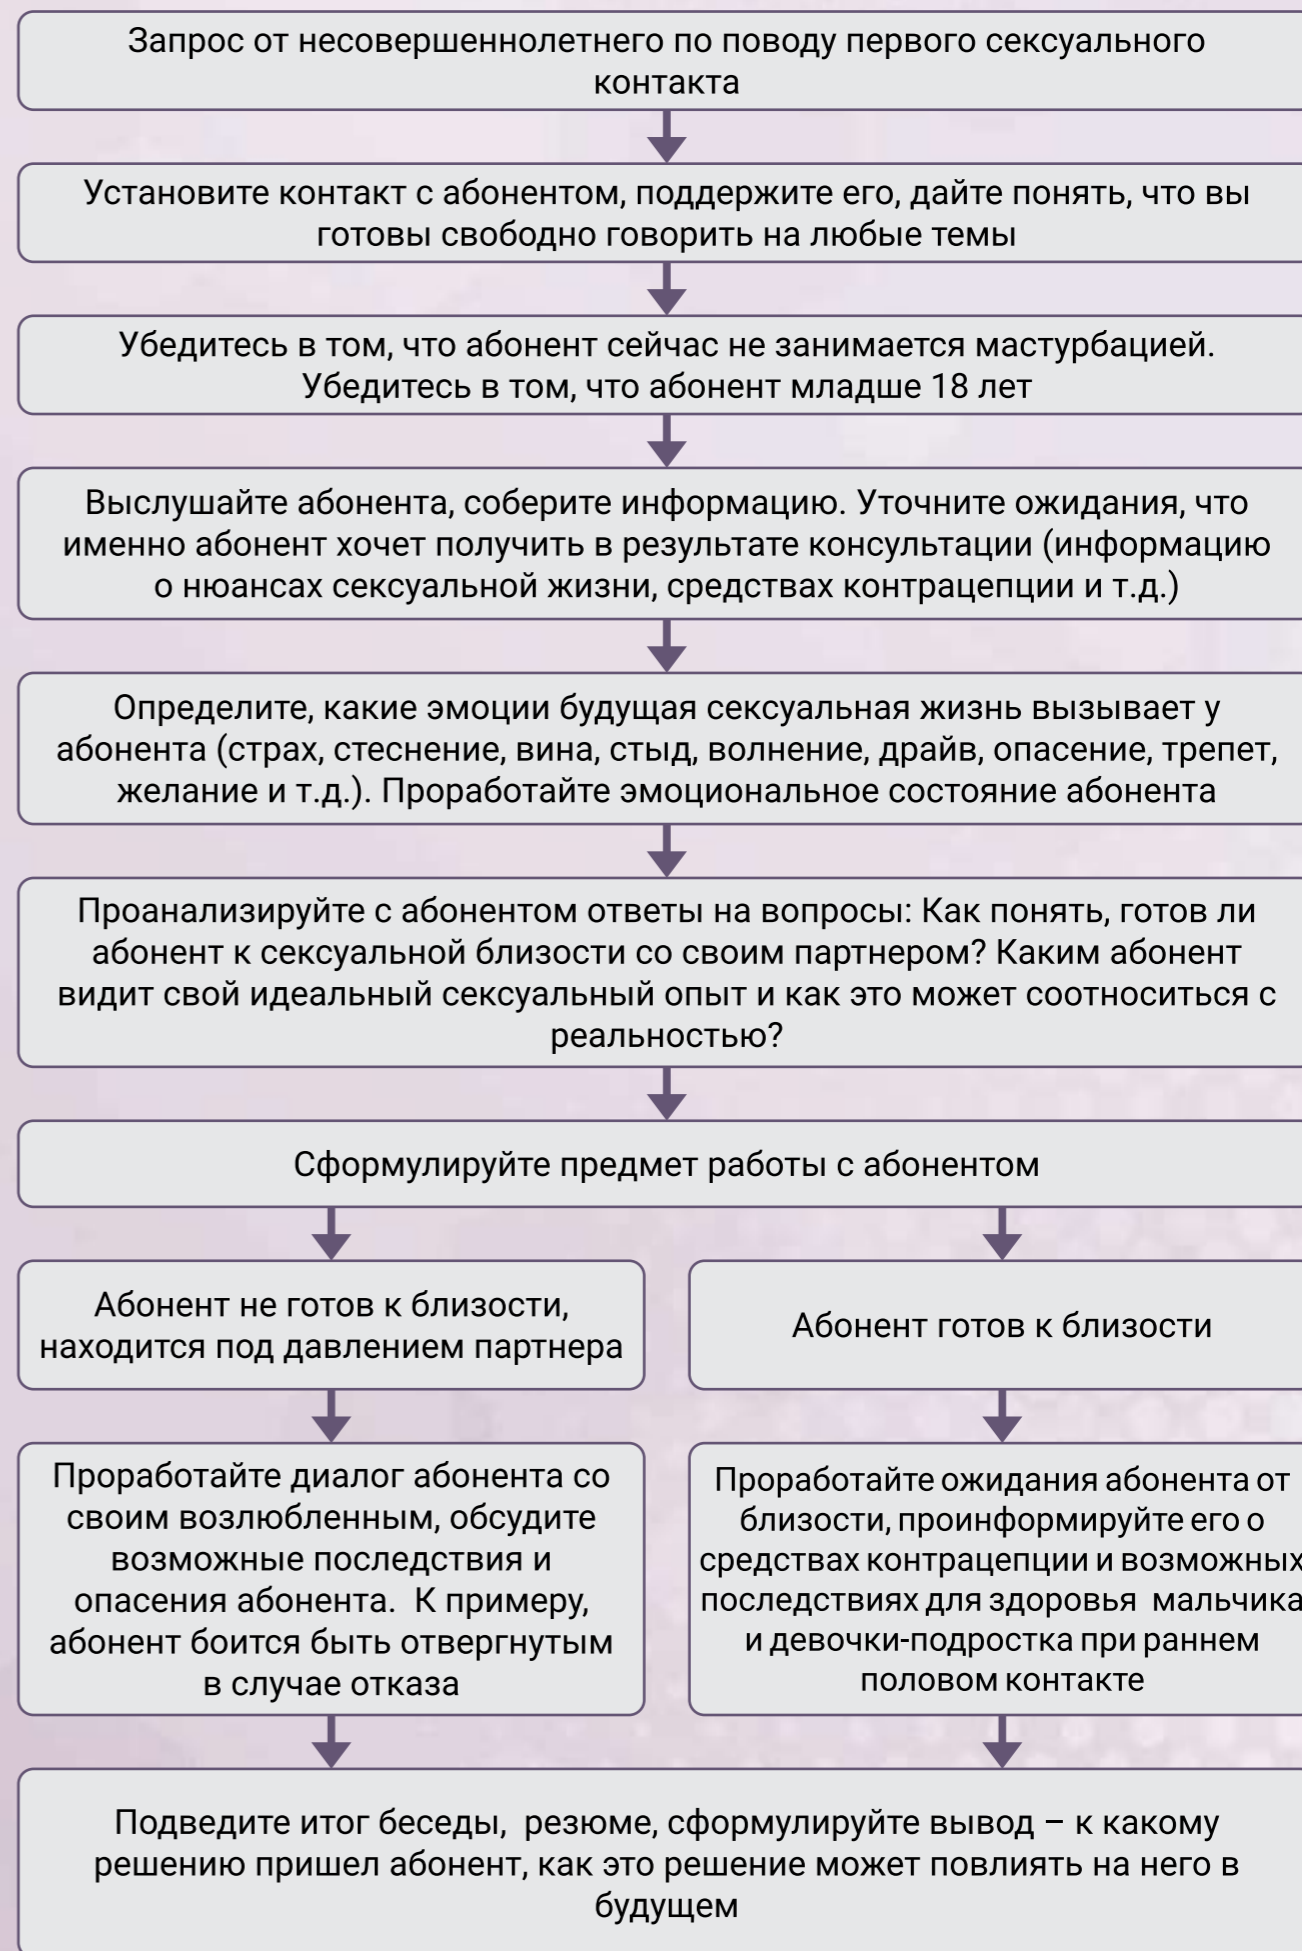 Запрос от несовершеннолетнего по поводу первого сексуального
контакта
Установите контакт с абонентом, поддержите его, дайте понять, что вы
готовы свободно говорить на любые темы
Убедитесь в том, что абонент сейчас не занимается мастурбацией.
Убедитесь в том, что абонент младше 18 лет
Выслушайте абонента, соберите информацию. Уточните ожидания, что
именно абонент хочет получить в результате консультации (информацию
о нюансах сексуальной жизни, средствах контрацепции и т.д.)
Определите, какие эмоции будущая сексуальная жизнь вызывает у
абонента (страх, стеснение, вина, стыд, волнение, драйв, опасение, трепет,
желание и т.д.). Проработайте эмоциональное состояние абонента
Проанализируйте с абонентом ответы на вопросы: Как понять, готов ли
абонент к сексуальной близости со своим партнером? Каким абонент
видит свой идеальный сексуальный опыт и как это может соотноситься с
реальностью?
Сформулируйте предмет работы с абонентом
Абонент не готов к близости,
находится под давлением партнера
Абонент готов к близости
Проработайте диалог абонента со
своим возлюбленным, обсудите
возможные последствия и
опасения абонента.  К примеру,
абонент боится быть отвергнутым
в случае отказа
Проработайте ожидания абонента от
близости, проинформируйте его о
средствах контрацепции и возможных
последствиях для здоровья  мальчика
и девочки-подростка при раннем
половом контакте
Подведите итог беседы,  резюме, сформулируйте вывод – к какому
решению пришел абонент, как это решение может повлиять на него в
будущем